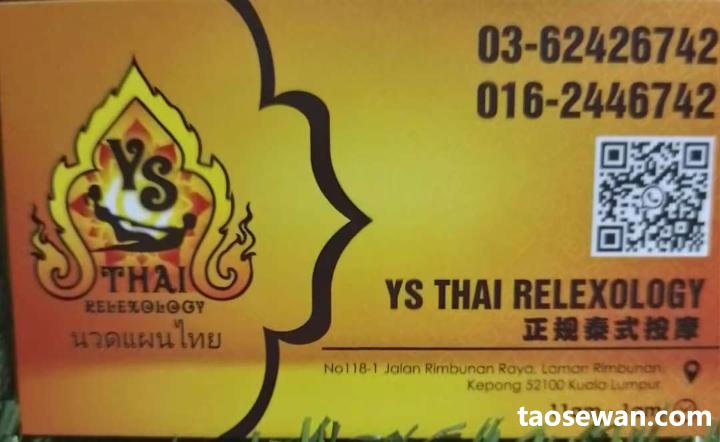 03-62426742
016-2446742
YS
THAI
RELEXOLOGY
นวดแผนไทย
YS THAI RELEXOLOGY
正规泰式按摩
No118-1 Jalan Rimbunan Raya, Laman Rimbunan,
Kepong 52100 Kuala Lumpur.
taosewan.com